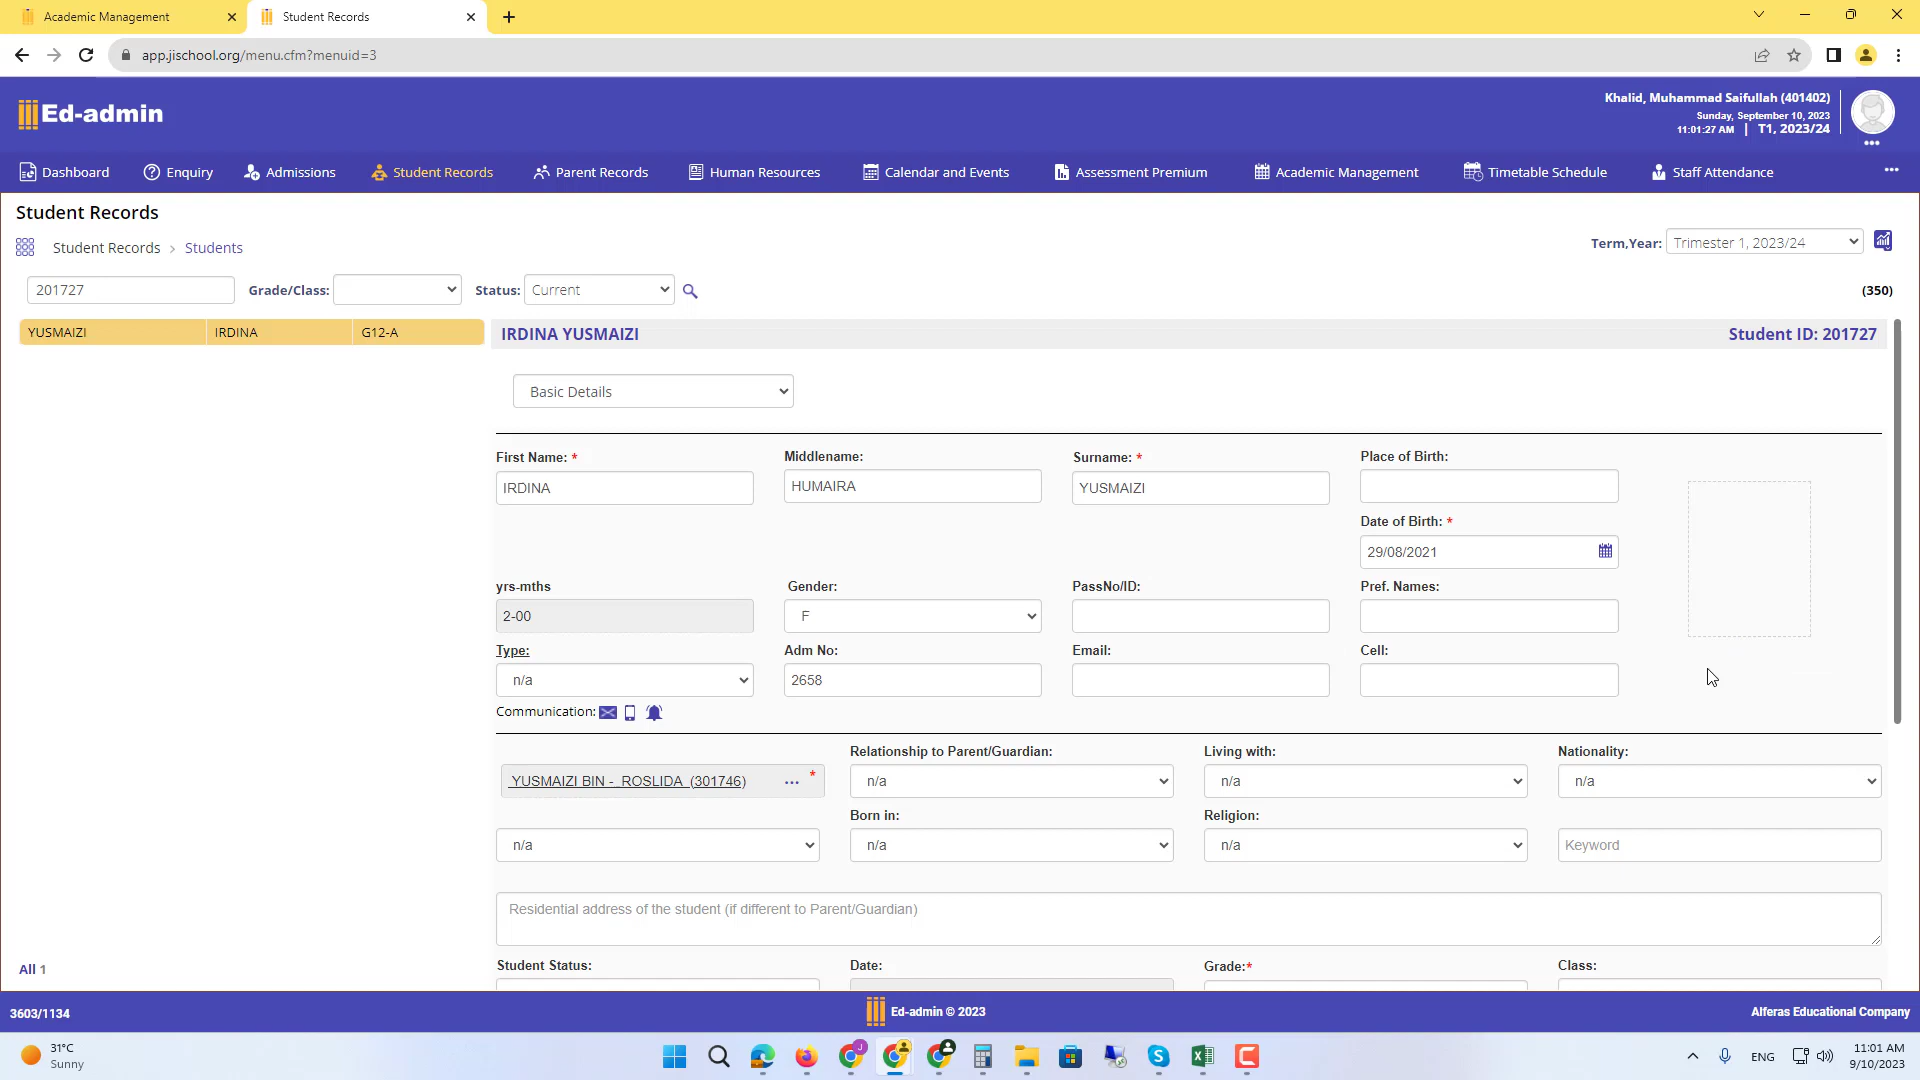 Academic Management
Student Records
app.jischool.org/menu.cfm?menuid=3
Ed-admin
Khalid, Muhammad Saifullah (401402)
Sunday, September 10, 2023
11:01:27 AM | T1, 2023/24
Dashboard Enquiry Admissions Student Records Parent Records Human Resources Calendar and Events Assessment Premium Academic Management Timetable Schedule Staff Attendance
Student Records
Student Records > Students
Term,Year: Trimester 1, 2023/24
201727 Grade/Class: Status: Current (350)
YUSMAIZI IRDINA G12-A
IRDINA YUSMAIZI Student ID: 201727
Basic Details
First Name: * Middlename: Surname: * Place of Birth:
IRDINA HUMAIRA YUSMAIZI
Date of Birth: *
29/08/2021
yrs-mths Gender: PassNo/ID: Pref. Names:
2-00 F
Type: Adm No: Email: Cell:
n/a 2658
Communication:
Relationship to Parent/Guardian: Living with: Nationality:
YUSMAIZI BIN - ROSLIDA (301746) ... * n/a n/a n/a
Born in: Religion:
n/a n/a n/a Keyword
Residential address of the student (if different to Parent/Guardian)
Student Status: Date: Grade:* Class:
All 1
3603/1134 Ed-admin © 2023 Alferas Educational Company
31°C
Sunny
ENG
11:01 AM
9/10/2023